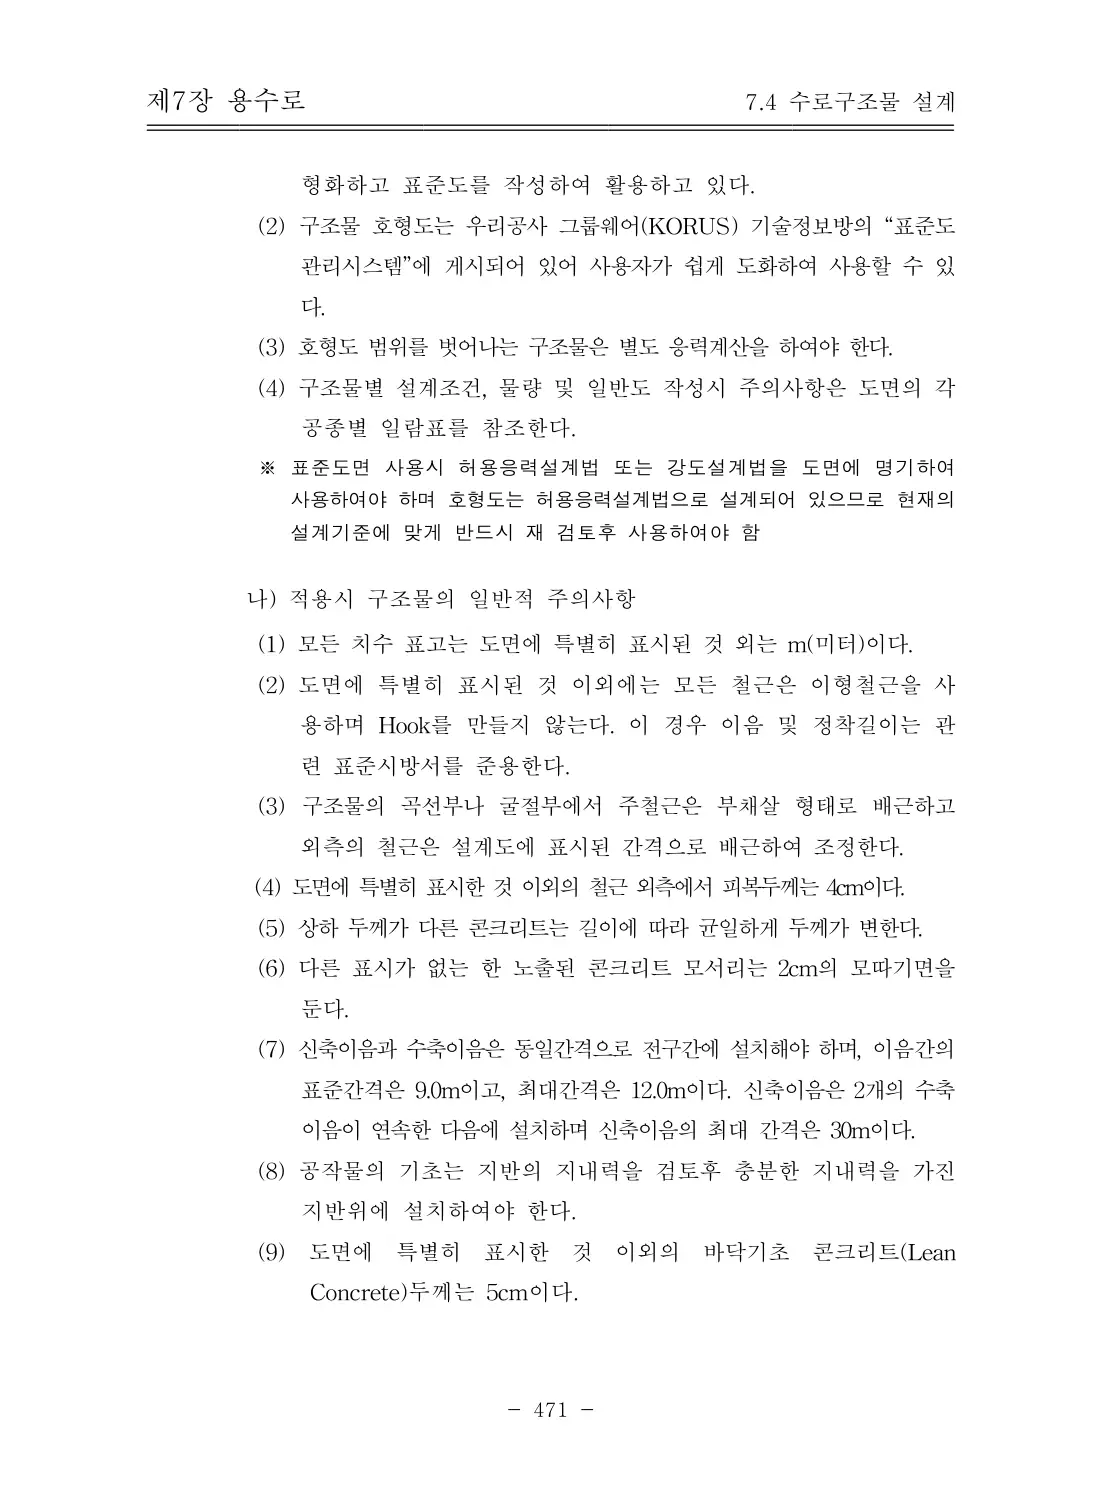 제7장 용수로
7.4 수로구조물 설계
형화하고 표준도를 작성하여 활용하고 있다.
(2) 구조물 호형도는 우리공사 그룹웨어(KORUS) 기술정보방의 “표준도
관리시스템”에 게시되어 있어 사용자가 쉽게 도화하여 사용할 수 있
다.
(3) 호형도 범위를 벗어나는 구조물은 별도 응력계산을 하여야 한다.
(4) 구조물별 설계조건, 물량 및 일반도 작성시 주의사항은 도면의 각
공종별 일람표를 참조한다.
※ 표준도면 사용시 허용응력설계법 또는 강도설계법을 도면에 명기하여
사용하여야 하며 호형도는 허용응력설계법으로 설계되어 있으므로 현재의
설계기준에 맞게 반드시 재 검토후 사용하여야 함
나) 적용시 구조물의 일반적 주의사항
(1) 모든 치수 표고는 도면에 특별히 표시된 것 외는 m(미터)이다.
(2) 도면에 특별히 표시된 것 이외에는 모든 철근은 이형철근을 사
용하며 Hook를 만들지 않는다. 이 경우 이음 및 정착길이는 관
련 표준시방서를 준용한다.
(3) 구조물의 곡선부나 굴절부에서 주철근은 부채살 형태로 배근하고
외측의 철근은 설계도에 표시된 간격으로 배근하여 조정한다.
(4) 도면에 특별히 표시한 것 이외의 철근 외측에서 피복두께는 4cm이다.
(5) 상하 두께가 다른 콘크리트는 길이에 따라 균일하게 두께가 변한다.
(6) 다른 표시가 없는 한 노출된 콘크리트 모서리는 2cm의 모따기면을
둔다.
(7) 신축이음과 수축이음은 동일간격으로 전구간에 설치해야 하며, 이음간의
표준간격은 9.0m이고, 최대간격은 12.0m이다. 신축이음은 2개의 수축
이음이 연속한 다음에 설치하며 신축이음의 최대 간격은 30m이다.
(8) 공작물의 기초는 지반의 지내력을 검토후 충분한 지내력을 가진
지반위에 설치하여야 한다.
(9) 도면에 특별히 표시한 것 이외의 바닥기초 콘크리트(Lean
Concrete)두께는 5cm이다.
- 471 -